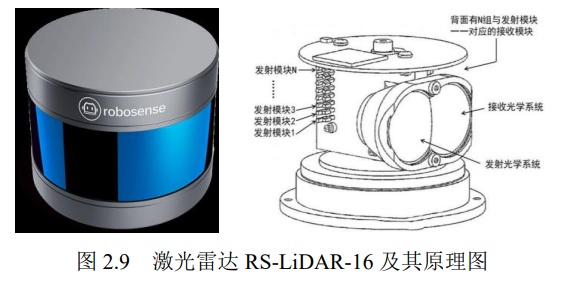 robosense
背面有N组与发射模块
一一对应的接收模块
发射模块N
发射模块3
发射模块2
发射模块1
接收光学系统
发射光学系统
图 2.9 激光雷达 RS-LiDAR-16 及其原理图